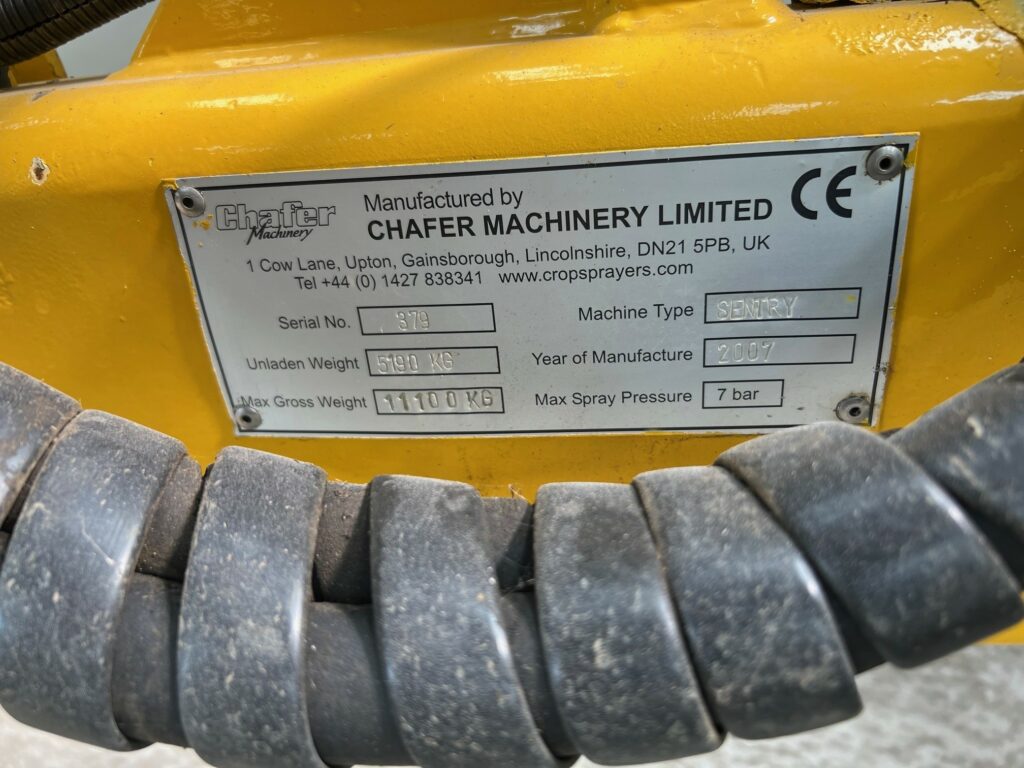 Chafer
Machinery
Manufactured by
CHAFER MACHINERY LIMITED
CE
1 Cow Lane, Upton, Gainsborough, Lincolnshire, DN21 5PB, UK
Tel +44 (0) 1427 838341 www.cropsprayers.com
Serial No. 379
Machine Type SENTRY
Unladen Weight 5190 KG
Year of Manufacture 2007
Max Gross Weight 11100 KG
Max Spray Pressure 7 bar